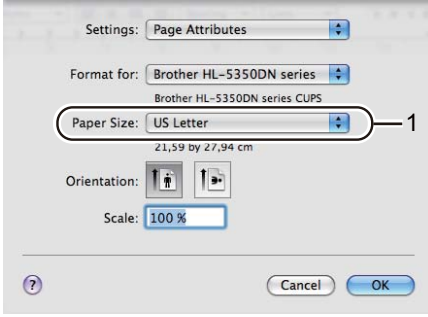 Settings: Page Attributes
Format for: Brother HL-5350DN series
Brother HL-5350DN series CUPS
Paper Size: US Letter 1
21,59 by 27,94 cm
Orientation:
Scale: 100 %
? Cancel OK